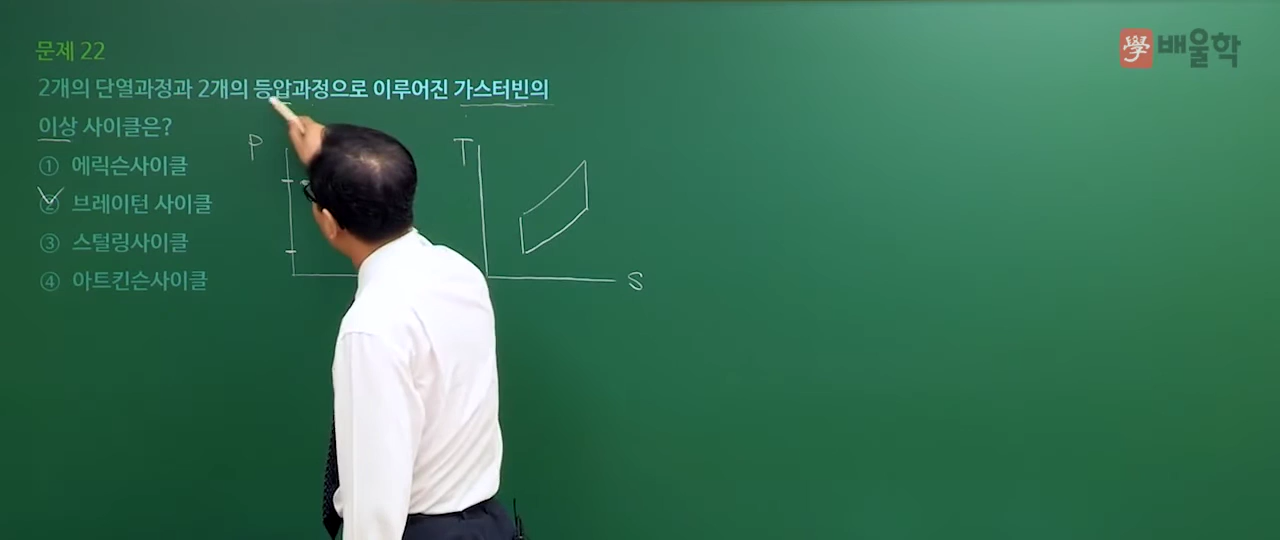 學 배울학
문제 22
2개의 단열과정과 2개의 등압과정으로 이루어진 가스터빈의
이상 사이클은?
① 에릭슨사이클
② 브레이턴 사이클
③ 스털링사이클
④ 아트킨슨사이클
P
T
S